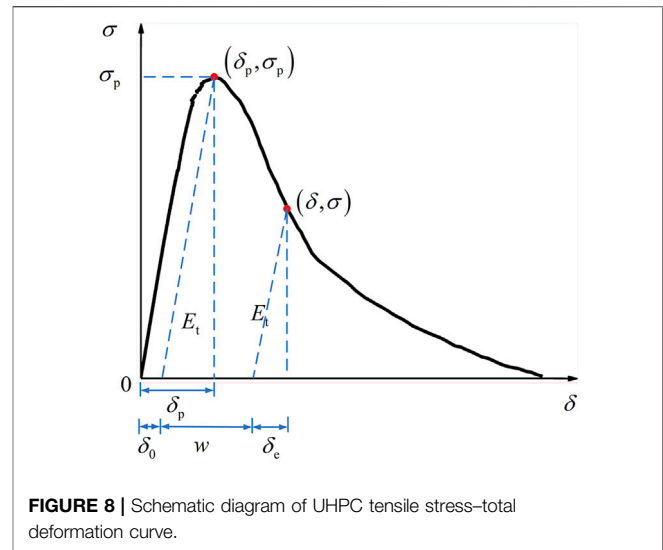 σ
σp
(δp,σp)
(δ,σ)
Et
Et
0
δp
δ
δ0
w
δe
FIGURE 8 | Schematic diagram of UHPC tensile stress–total
deformation curve.